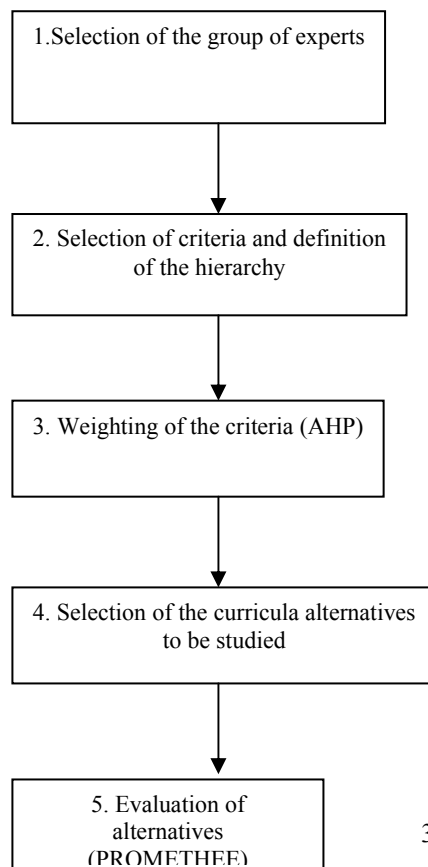 1.Selection of the group of experts
2. Selection of criteria and definition
of the hierarchy
3. Weighting of the criteria (AHP)
4. Selection of the curricula alternatives
to be studied
5. Evaluation of
alternatives
(PROMETHEE)
3